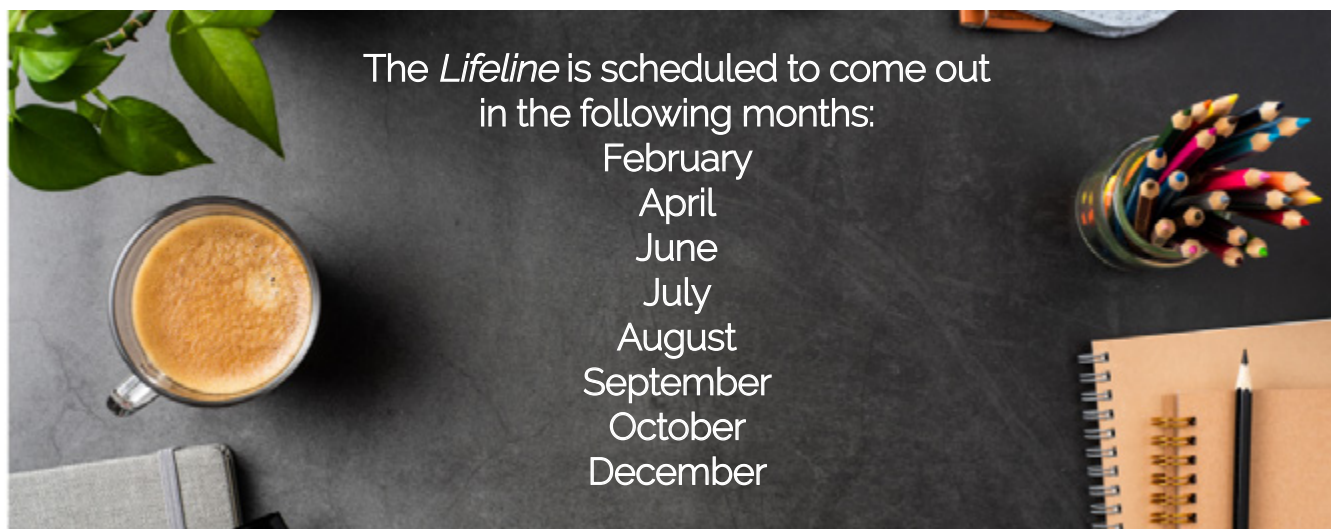 The Lifeline is scheduled to come out
in the following months:
February
April
June
July
August
September
October
December